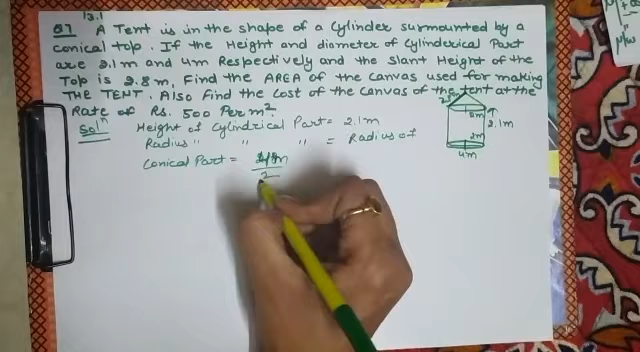 13.1
Q7 A Tent is in the shape of a Cylinder surmounted by a
conical top. If the Height and diameter of Cylinderical Part
are 2.1m and 4m Respectively and the slant Height of the
Top is 2.8m, Find the AREA of the Canvas used for making
THE TENT. Also Find the Cost of the Canvas of the tent at the
Rate of Rs. 500 Per m².
Solⁿ Height of Cylindrical Part = 2.1m
Radius " " " = Radius of
Conical Part =
2
2m
2.1m
2m
4m